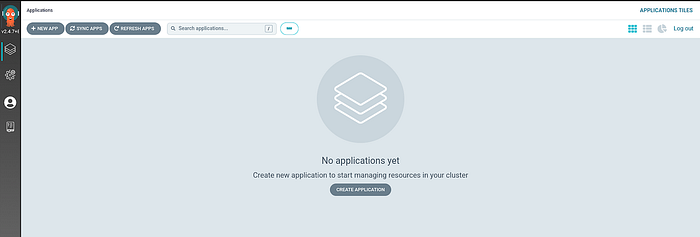 Applications
APPLICATIONS TILES
v2.4.7+
+ NEW APP
SYNC APPS
REFRESH APPS
Search applications...
/
Log out
No applications yet
Create new application to start managing resources in your cluster
CREATE APPLICATION